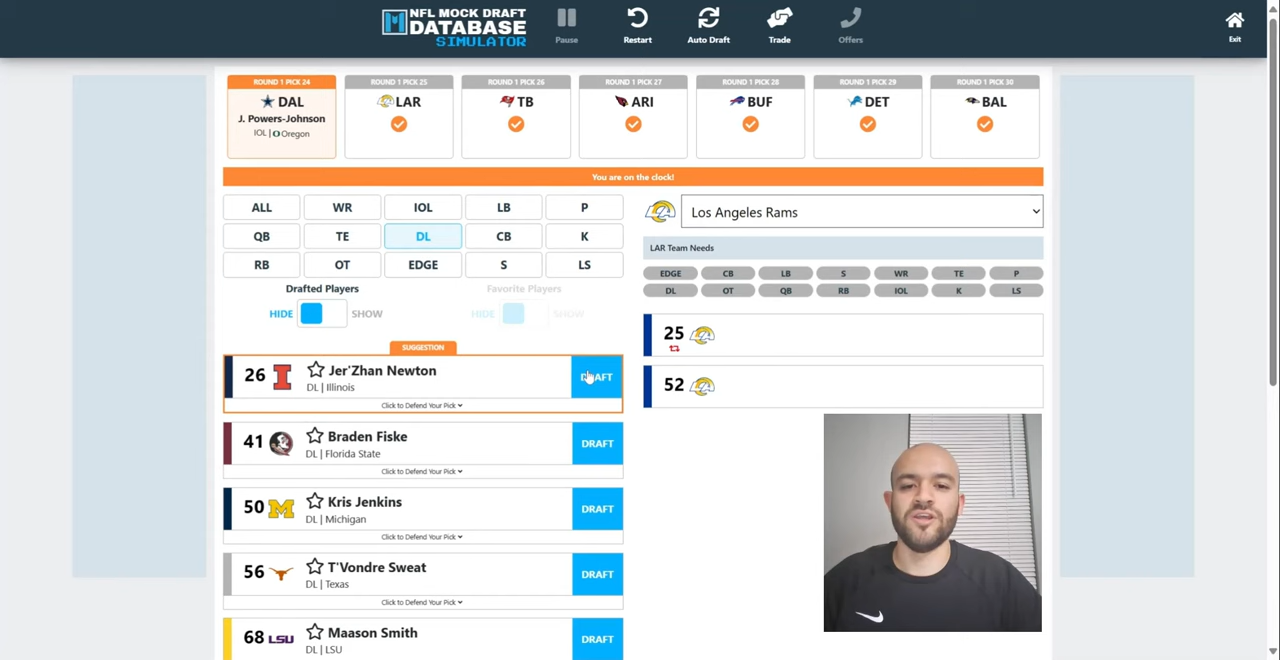 NFL MOCK DRAFT
DATABASE
SIMULATOR
Pause
Restart
Auto Draft
Trade
Offers
Exit
ROUND 1 PICK 24
DAL
J. Powers-Johnson
IOL | Oregon
ROUND 1 PICK 25
LAR
ROUND 1 PICK 26
TB
ROUND 1 PICK 27
ARI
ROUND 1 PICK 28
BUF
ROUND 1 PICK 29
DET
ROUND 1 PICK 30
BAL
You are on the clock!
ALL WR IOL LB P
QB TE DL CB K
RB OT EDGE S LS
Drafted Players
HIDE SHOW
Favorite Players
HIDE SHOW
SUGGESTION
26 Jer'Zhan Newton
DL | Illinois
DRAFT
Click to Defend Your Pick
41 Braden Fiske
DL | Florida State
DRAFT
Click to Defend Your Pick
50 Kris Jenkins
DL | Michigan
DRAFT
Click to Defend Your Pick
56 T'Vondre Sweat
DL | Texas
DRAFT
Click to Defend Your Pick
68 LSU Maason Smith
DL | LSU
DRAFT
Los Angeles Rams
LAR Team Needs
EDGE CB LB S WR TE P
DL OT QB RB IOL K LS
25
52